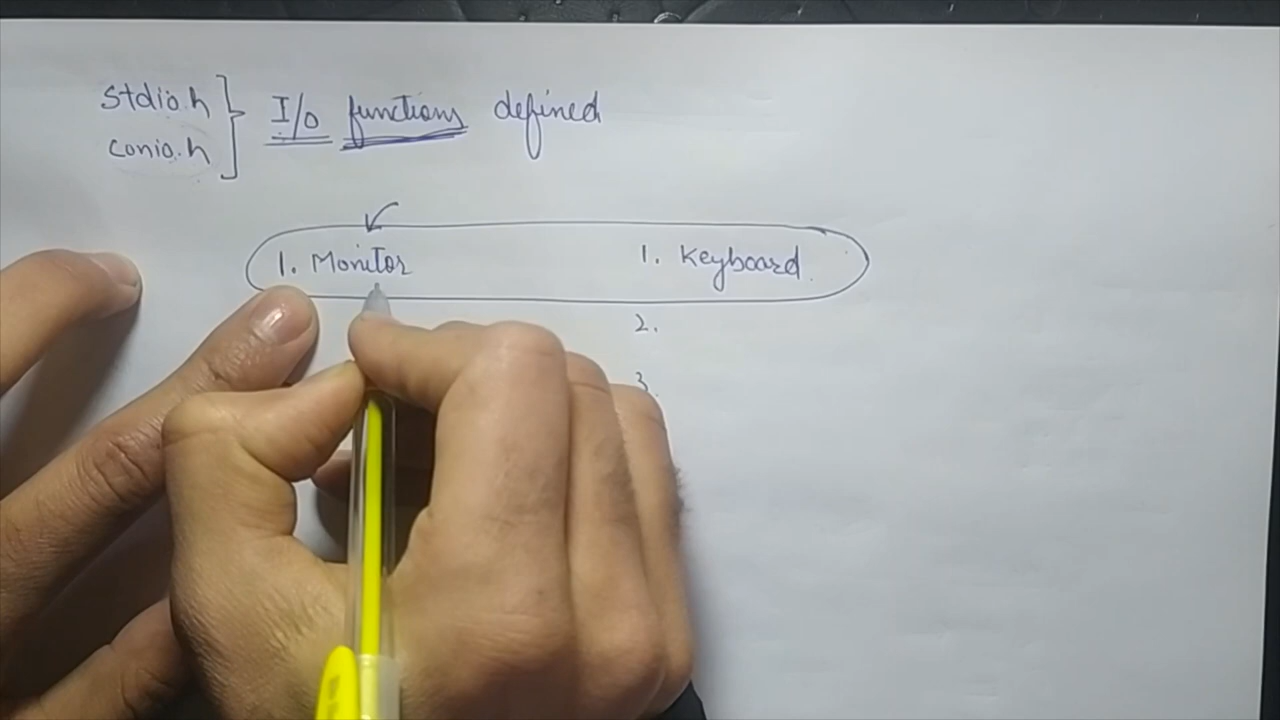 stdio.h } I/O functions defined
conio.h
1. Monitor 1. Keyboard
2.
3.